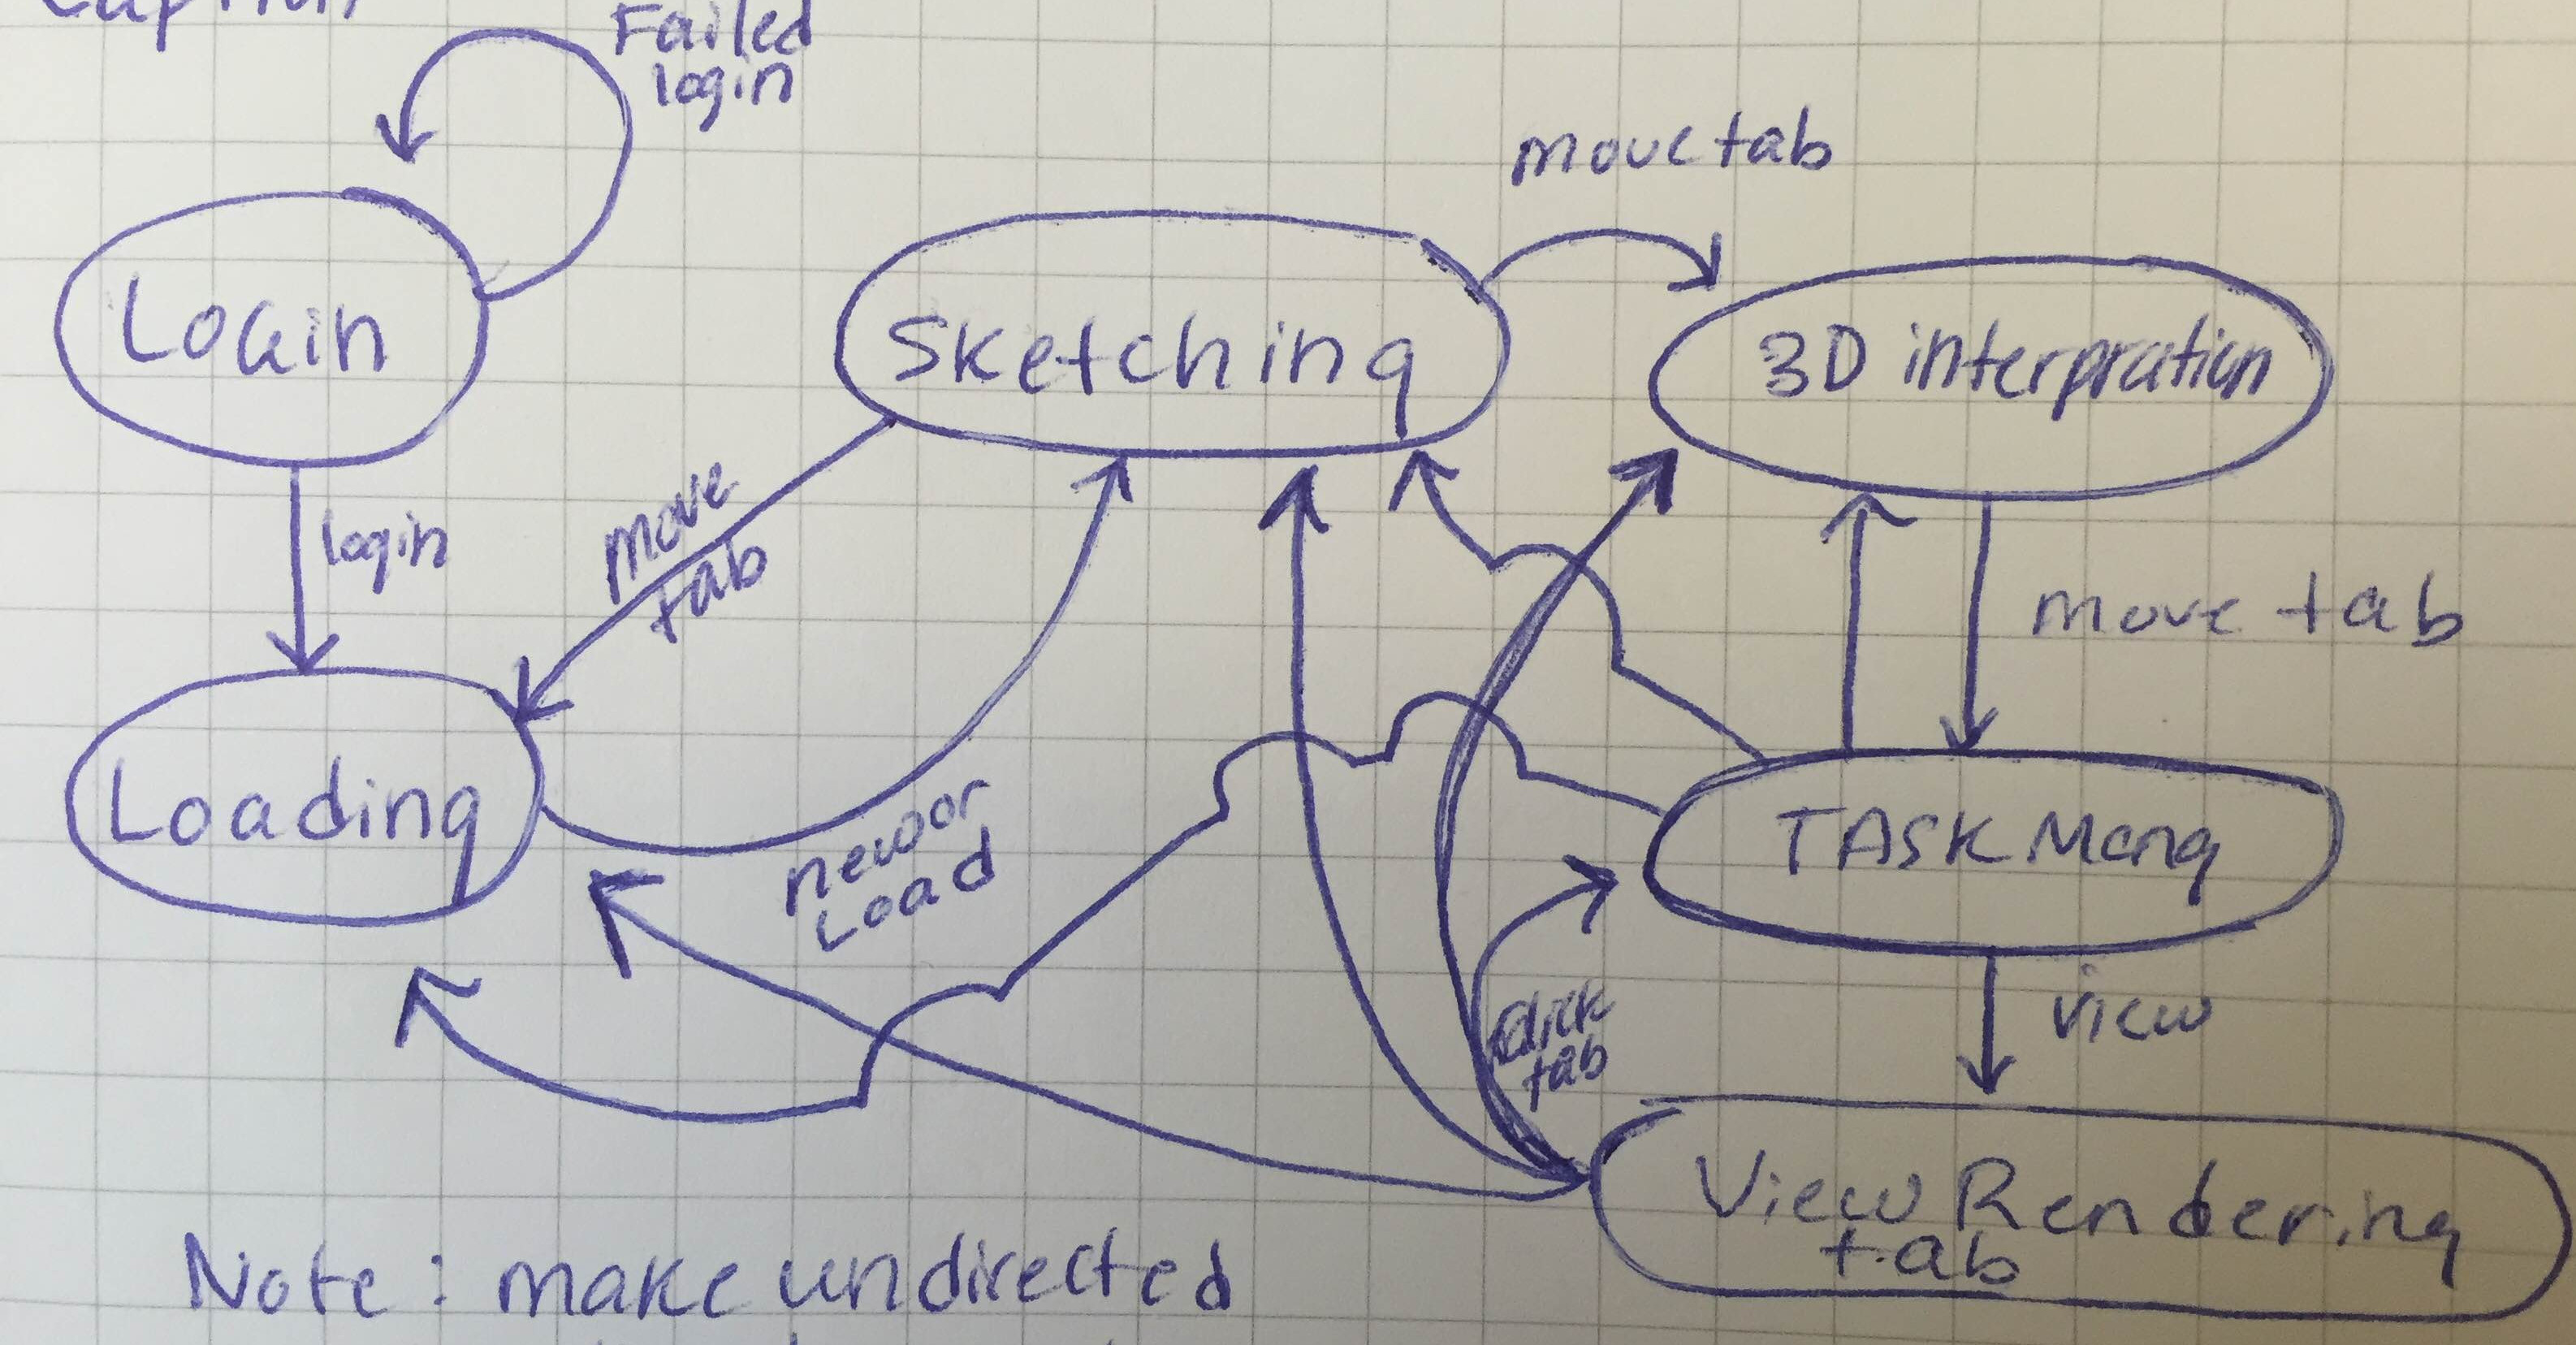 caption
Failed
login
move tab
Login
Sketching
3D interpration
login
move
tab
move tab
Loading
new or
Load
TASK Mang
click
tab
view
View Rendering
tab
Note: make undirected